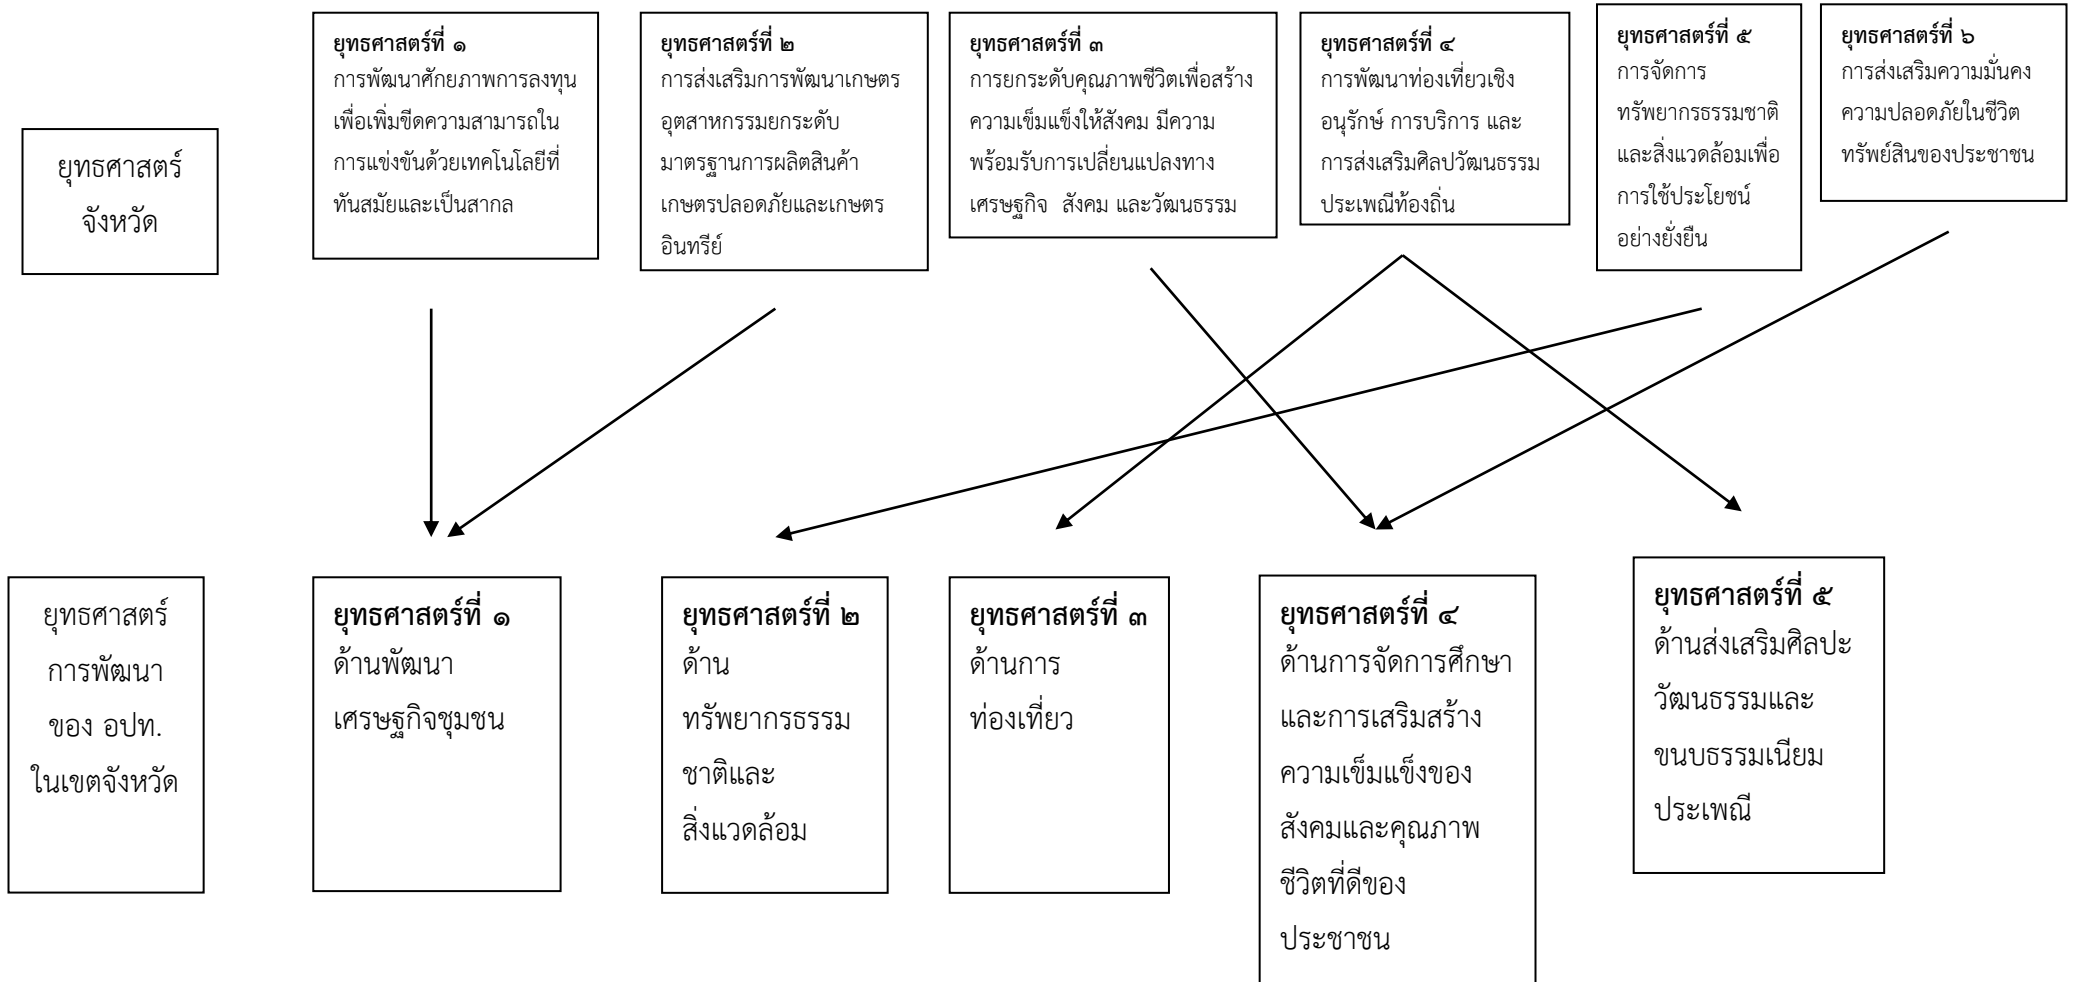 ยุทธศาสตร์
จังหวัด
ยุทธศาสตร์ที่ ๑
การพัฒนาศักยภาพการลงทุน
เพื่อเพิ่มขีดความสามารถใน
การแข่งขันด้วยเทคโนโลยีที่
ทันสมัยและเป็นสากล
ยุทธศาสตร์ที่ ๒
การส่งเสริมการพัฒนาเกษตร
อุตสาหกรรมยกระดับ
มาตรฐานการผลิตสินค้า
เกษตรปลอดภัยและเกษตร
อินทรีย์
ยุทธศาสตร์ที่ ๓
การยกระดับคุณภาพชีวิตเพื่อสร้าง
ความเข็มแข็งให้สังคม มีความ
พร้อมรับการเปลี่ยนแปลงทาง
เศรษฐกิจ สังคม และวัฒนธรรม
ยุทธศาสตร์ที่ ๔
การพัฒนาท่องเที่ยวเชิง
อนุรักษ์ การบริการ และ
การส่งเสริมศิลปวัฒนธรรม
ประเพณีท้องถิ่น
ยุทธศาสตร์ที่ ๕
การจัดการ
ทรัพยากรธรรมชาติ
และสิ่งแวดล้อมเพื่อ
การใช้ประโยชน์
อย่างยั่งยืน
ยุทธศาสตร์ที่ ๖
การส่งเสริมความมั่นคง
ความปลอดภัยในชีวิต
ทรัพย์สินของประชาชน
ยุทธศาสตร์
การพัฒนา
ของ อปท.
ในเขตจังหวัด
ยุทธศาสตร์ที่ ๑
ด้านพัฒนา
เศรษฐกิจชุมชน
ยุทธศาสตร์ที่ ๒
ด้าน
ทรัพยากรธรรม
ชาติและ
สิ่งแวดล้อม
ยุทธศาสตร์ที่ ๓
ด้านการ
ท่องเที่ยว
ยุทธศาสตร์ที่ ๔
ด้านการจัดการศึกษา
และการเสริมสร้าง
ความเข็มแข็งของ
สังคมและคุณภาพ
ชีวิตที่ดีของ
ประชาชน
ยุทธศาสตร์ที่ ๕
ด้านส่งเสริมศิลปะ
วัฒนธรรมและ
ขนบธรรมเนียม
ประเพณี